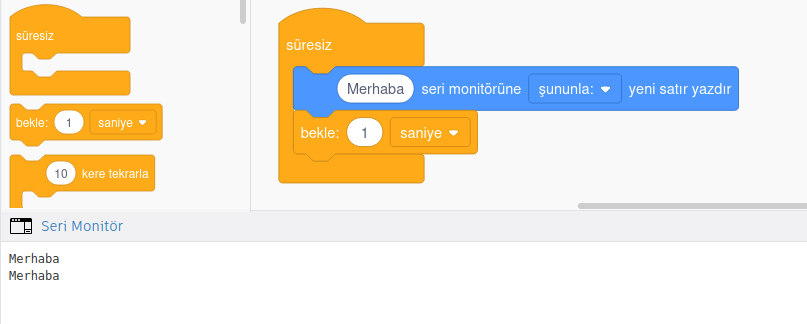 süresiz
bekle: 1 saniye
10 kere tekrarla
süresiz
Merhaba seri monitörüne şununla: yeni satır yazdır
bekle: 1 saniye
Seri Monitör
Merhaba
Merhaba